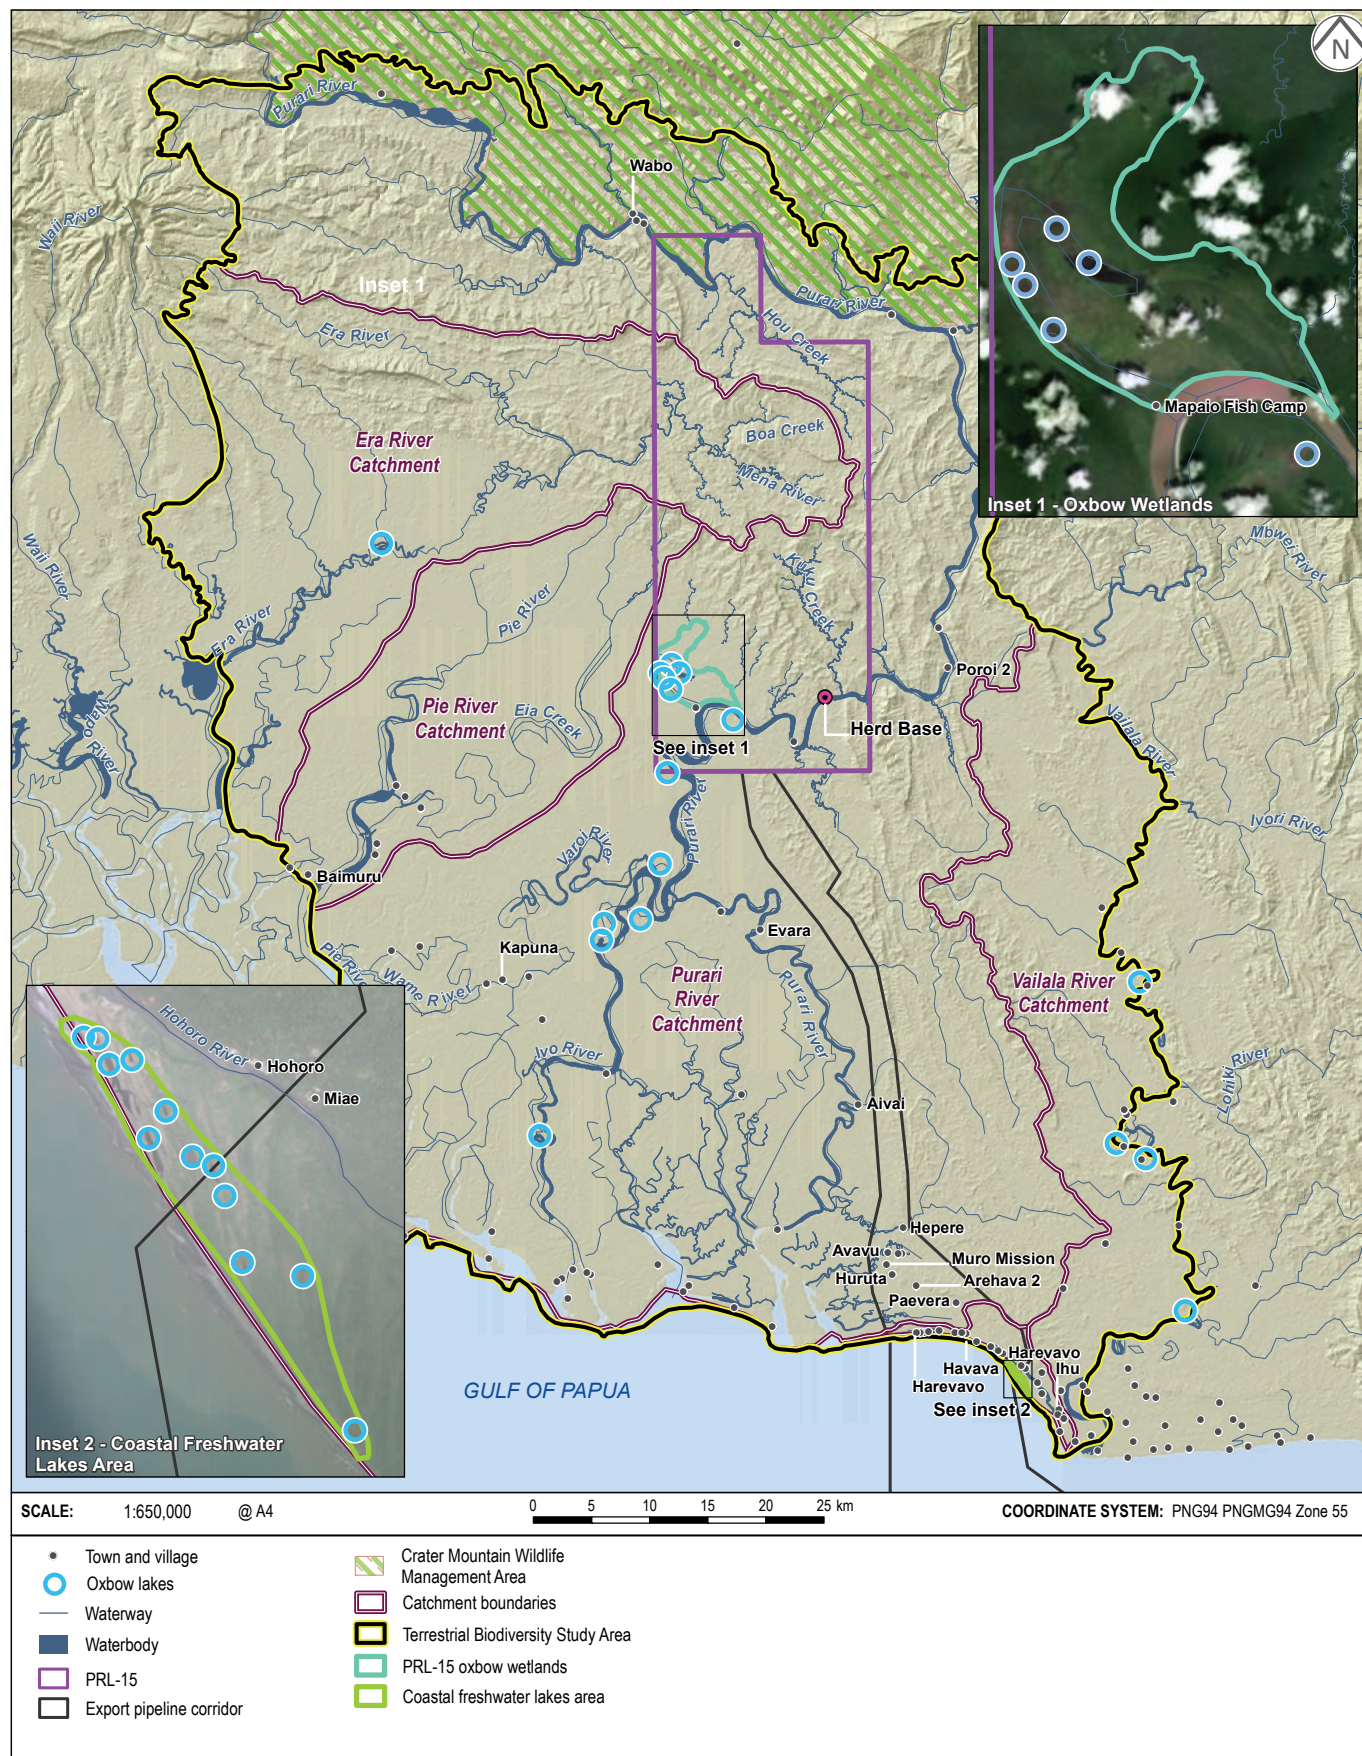 N
Purari River
Wabo
Waii River
Inset 1
Era River
Purari River
Hou Creek
Mapaio Fish Camp
Inset 1 - Oxbow Wetlands
Era River
Catchment
Boa Creek
Mena River
Mbwei River
Waii River
Kuku Creek
Era River
Pie River
Poroi 2
Wapo
River
Pie River
Catchment
Eia Creek
Herd Base
See inset 1
Vailala River
Ivori River
Purari River
Varoi River
Baimuru
Evara
Kapuna
Pie River
Wame River
Purari
River
Catchment
Purari River
Vailala River
Catchment
Hohoro River
Hohoro
Miae
Ivo River
Aivai
Lohiki River
Hepere
Avavu
Muro Mission
Huruta
Arehava 2
Paevera
Harevavo
Havava
Ihu
Harevavo
See inset 2
GULF OF PAPUA
Inset 2 - Coastal Freshwater
Lakes Area
SCALE: 1:650,000 @ A4
0 5 10 15 20 25 km
COORDINATE SYSTEM: PNG94 PNGMG94 Zone 55
Town and village
Oxbow lakes
Waterway
Waterbody
PRL-15
Export pipeline corridor
Crater Mountain Wildlife
Management Area
Catchment boundaries
Terrestrial Biodiversity Study Area
PRL-15 oxbow wetlands
Coastal freshwater lakes area